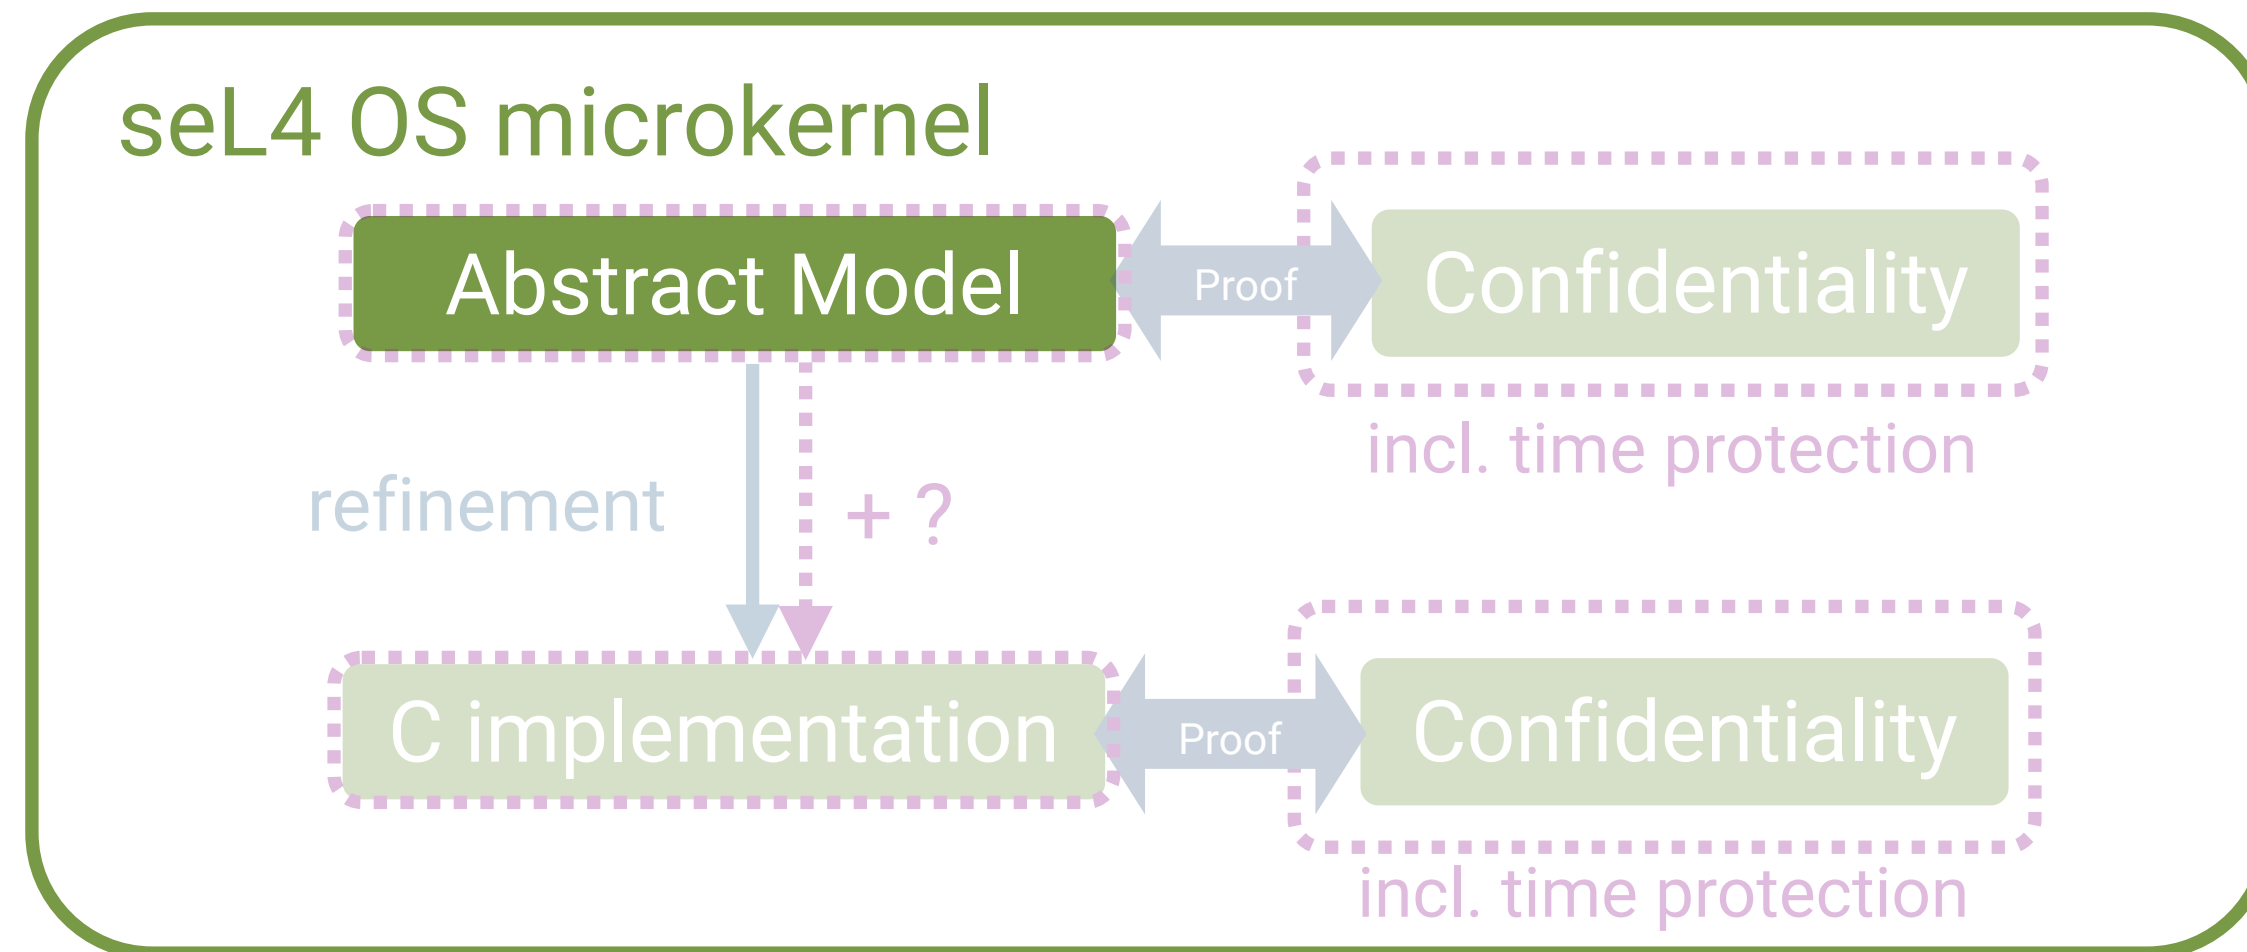 seL4 OS microkernel
Abstract Model
Proof
Confidentiality
incl. time protection
refinement
+ ?
C implementation
Proof
Confidentiality
incl. time protection